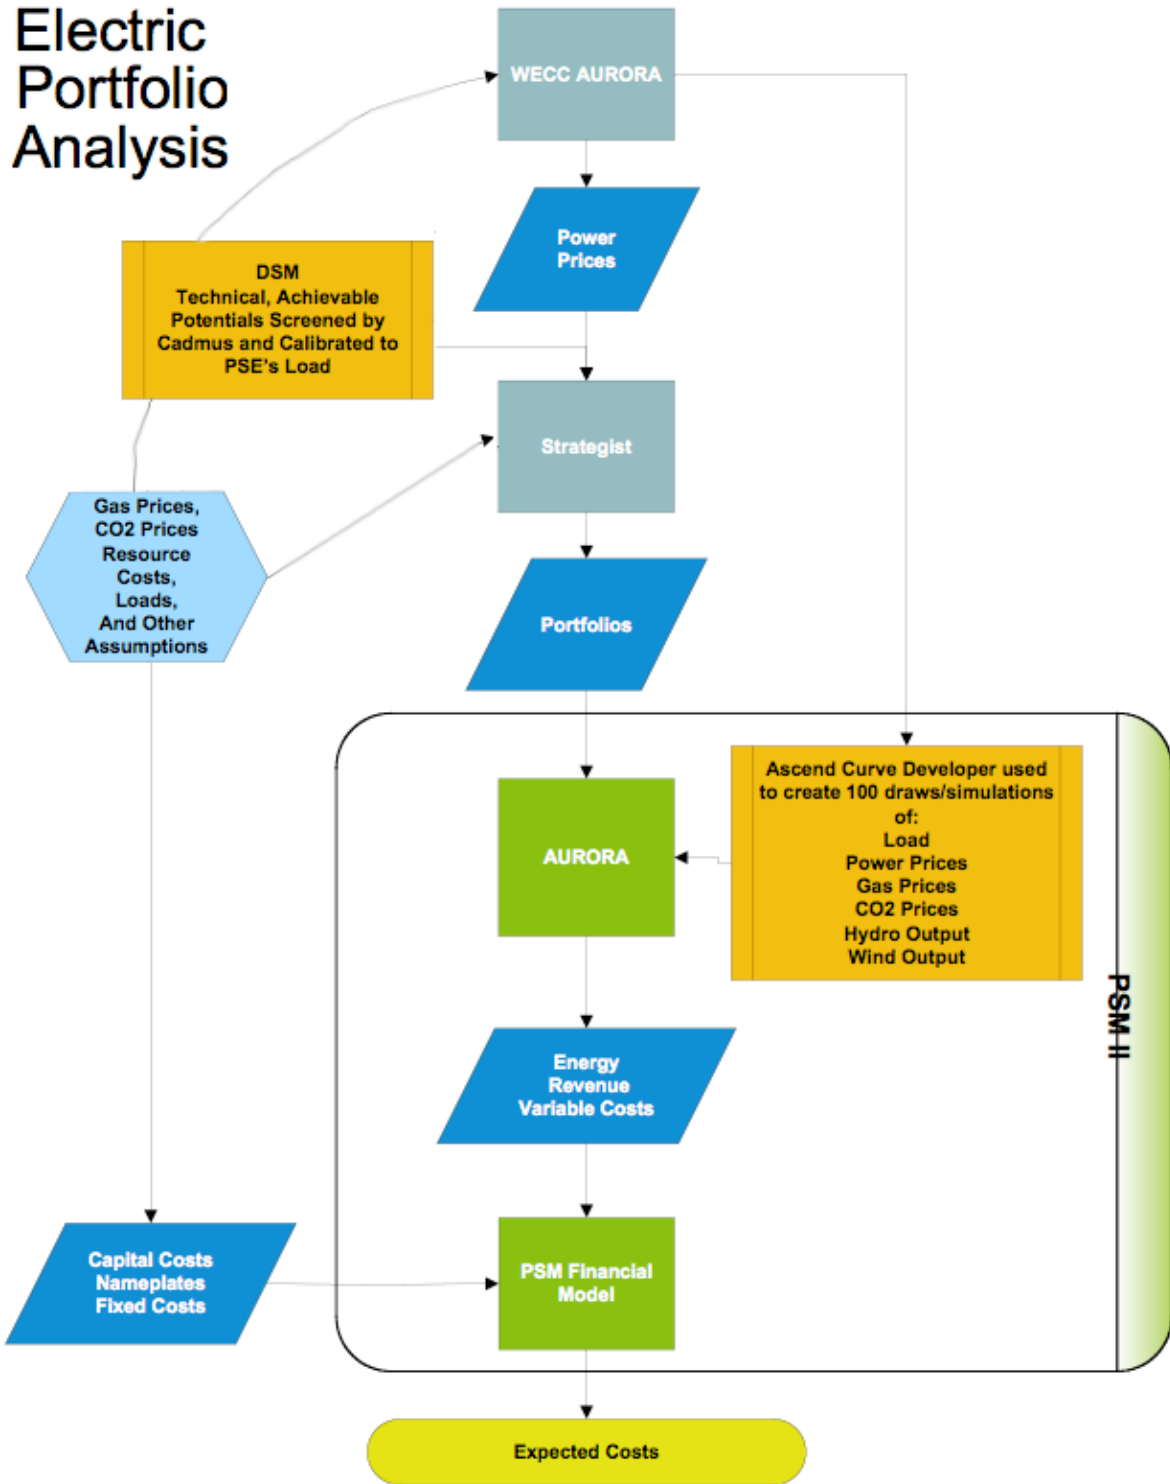 Electric
Portfolio
Analysis
WECC AURORA
Power
Prices
DSM
Technical, Achievable
Potentials Screened by
Cadmus and Calibrated to
PSE's Load
Strategist
Gas Prices,
CO2 Prices
Resource
Costs,
Loads,
And Other
Assumptions
Portfolios
Ascend Curve Developer used
to create 100 draws/simulations
of:
Load
Power Prices
Gas Prices
CO2 Prices
Hydro Output
Wind Output
AURORA
PSM II
Energy
Revenue
Variable Costs
Capital Costs
Nameplates
Fixed Costs
PSM Financial
Model
Expected Costs